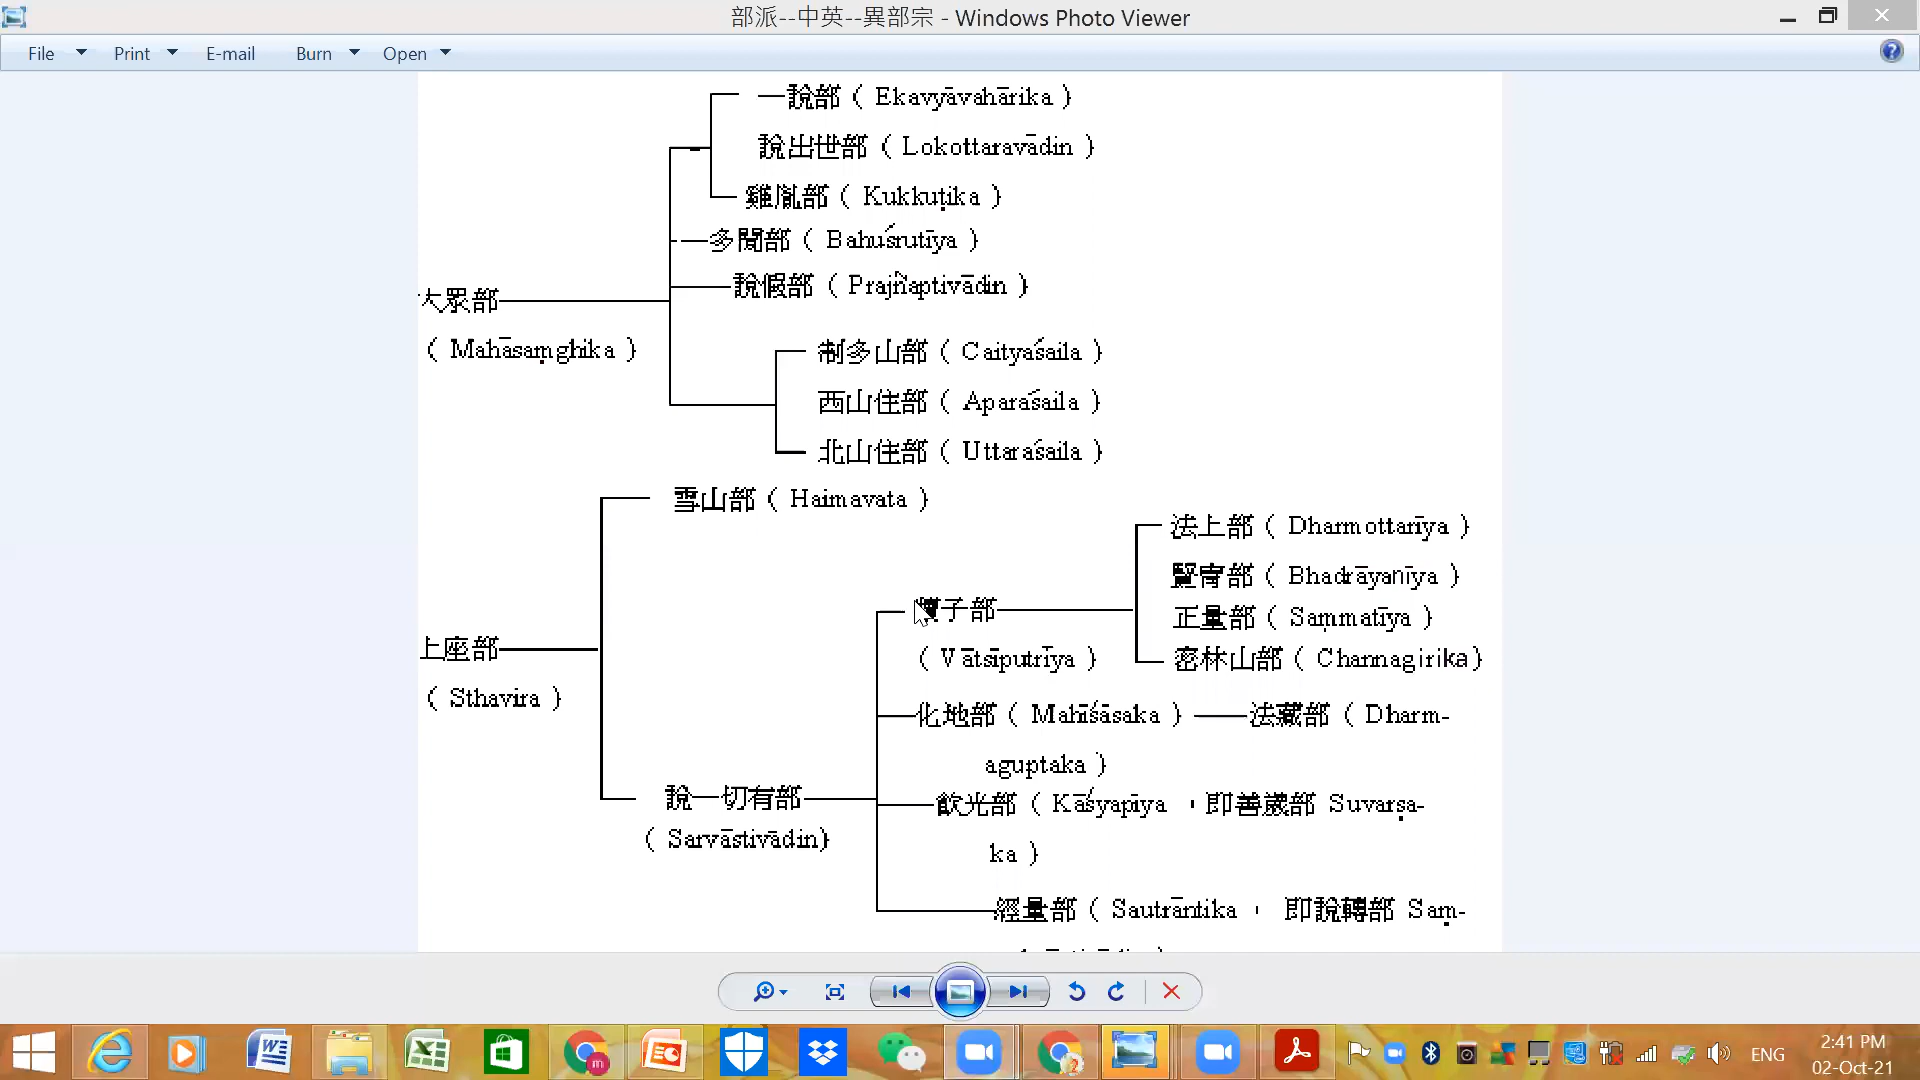 部派--中英--異部宗 - Windows Photo Viewer
File Print E-mail Burn Open
一說部 ( Ekavyāvahārika )
說出世部 ( Lokottaravādin )
雞胤部 ( Kukkuṭika )
多聞部 ( Bahuśrutīya )
說假部 ( Prajñaptivādin )
大眾部
( Mahāsaṃghika )
制多山部 ( Caityaśaila )
西山住部 ( Aparaśaila )
北山住部 ( Uttaraśaila )
雪山部 ( Haimavata )
法上部 ( Dharmottarīya )
賢胄部 ( Bhadrāyanīya )
子部
正量部 ( Saṃmatīya )
上座部
( Vātsīputrīya )
密林山部 ( Channagirika)
( Sthavira )
化地部 ( Mahīśāsaka ) 法藏部 ( Dharm-
aguptaka )
說一切有部
飲光部 ( Kāśyapīya ，即善歲部 Suvarṣa-
( Sarvāstivādin)
ka )
經量部 ( Sautrāntika ， 即說轉部 Saṃ-
ENG
2:41 PM
02-Oct-21